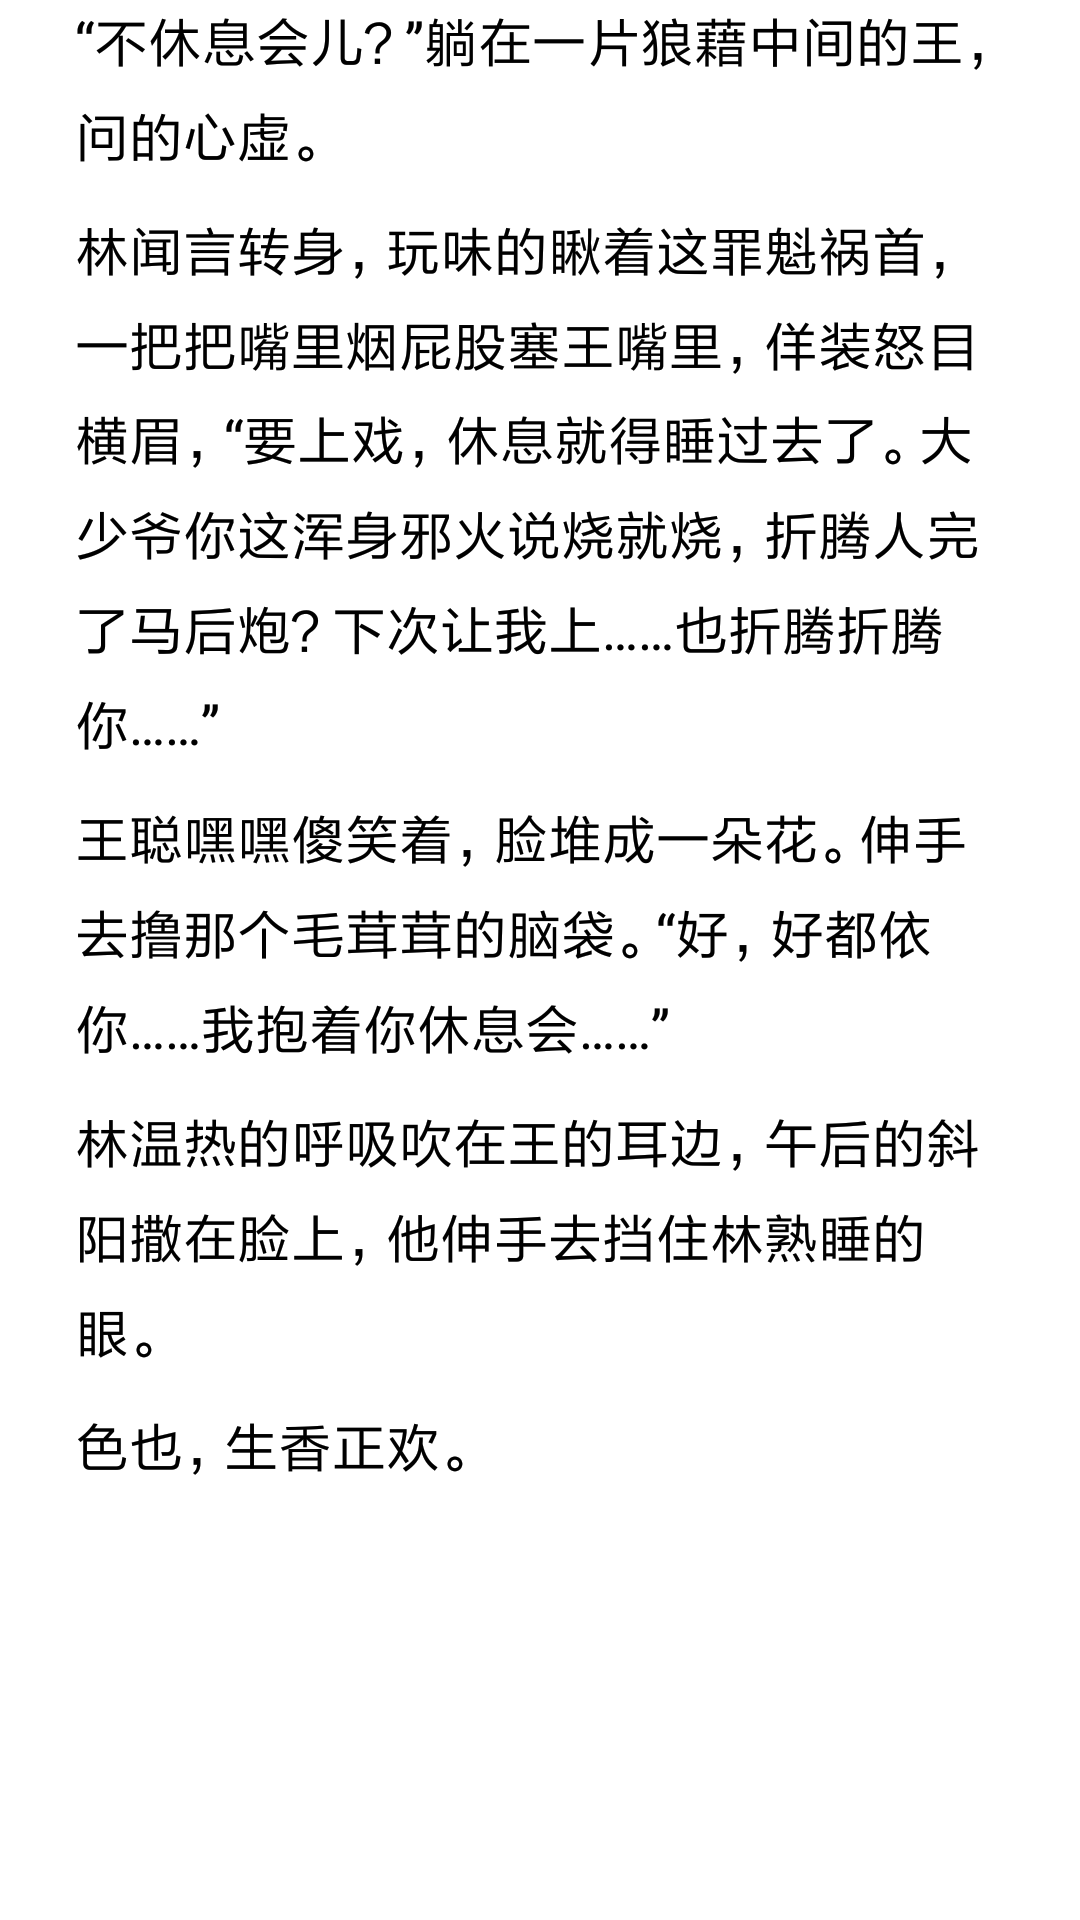 “不休息会儿？”躺在一片狼藉中间的王，
问的心虚。
林闻言转身，玩味的瞅着这罪魁祸首，
一把把嘴里烟屁股塞王嘴里，佯装怒目
横眉，“要上戏，休息就得睡过去了。大
少爷你这浑身邪火说烧就烧，折腾人完
了马后炮？下次让我上……也折腾折腾
你……”
王聪嘿嘿傻笑着，脸堆成一朵花。伸手
去撸那个毛茸茸的脑袋。“好，好都依
你……我抱着你休息会……”
林温热的呼吸吹在王的耳边，午后的斜
阳撒在脸上，他伸手去挡住林熟睡的
眼。
色也，生香正欢。